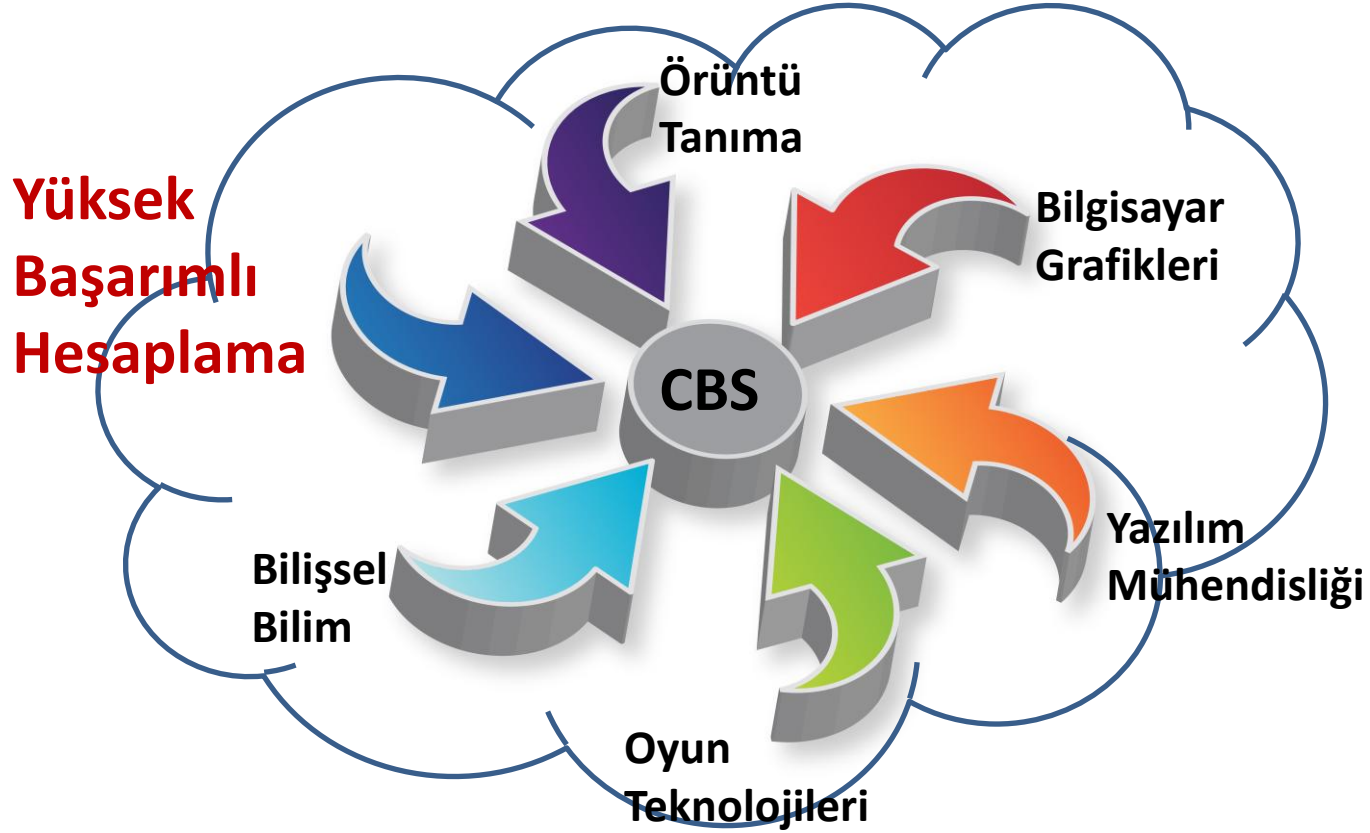 Örüntü
Tanıma
Yüksek
Başarımlı
Hesaplama
Bilgisayar
Grafikleri
CBS
Yazılım
Mühendisliği
Bilişsel
Bilim
Oyun
Teknolojileri